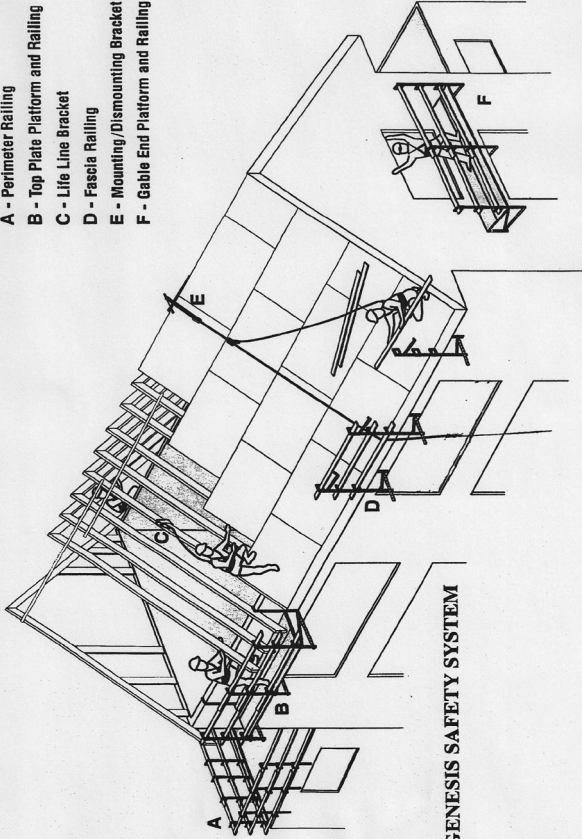 A - Perimeter Railing
B - Top Plate Platform and Railing
C - Life Line Bracket
D - Fascia Railing
E - Mounting/Dismounting Bracket
F - Gable End Platform and Railing
A
B
C
D
E
F
GENESIS SAFETY SYSTEM